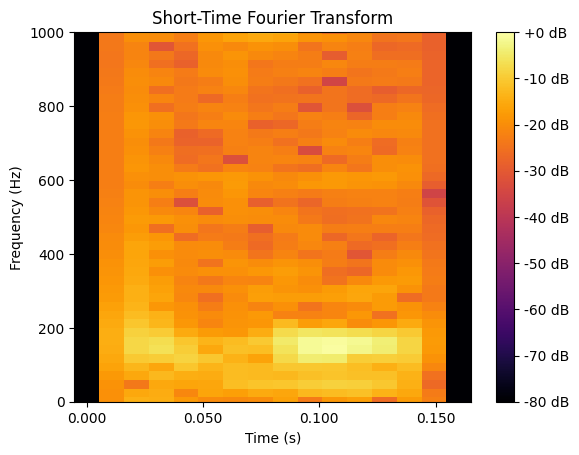 Short-Time Fourier Transform
1000
800
600
400
200
0
Frequency (Hz)
0.000
0.050
0.100
0.150
Time (s)
+0 dB
-10 dB
-20 dB
-30 dB
-40 dB
-50 dB
-60 dB
-70 dB
-80 dB